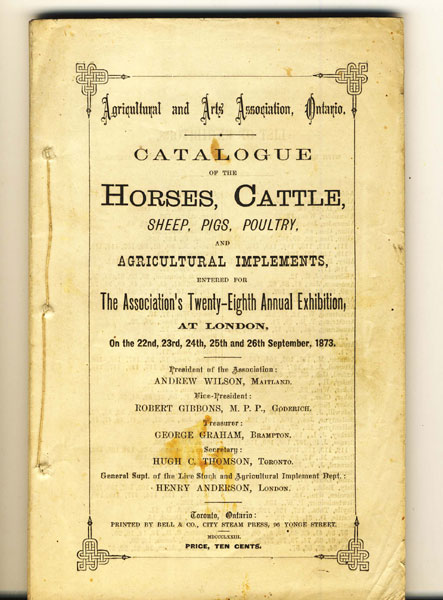 Agricultural and Arts Association, Ontario.
CATALOGUE
OF THE
HORSES, CATTLE,
SHEEP, PIGS, POULTRY,
AND
AGRICULTURAL IMPLEMENTS,
ENTERED FOR
The Association's Twenty-Eighth Annual Exhibition,
AT LONDON,
On the 22nd, 23rd, 24th, 25th and 26th September, 1873.
President of the Association:
ANDREW WILSON, MAITLAND.
Vice-President:
ROBERT GIBBONS, M. P. P., GODERICH.
Treasurer:
GEORGE GRAHAM, BRAMPTON.
Secretary:
HUGH C. THOMSON, TORONTO.
General Supt. of the Live Stock and Agricultural Implement Dept.:
HENRY ANDERSON, LONDON.
Toronto, Ontario:
PRINTED BY BELL & CO., CITY STEAM PRESS, 96 YONGE STREET.
MDCCCLXXIII.
PRICE, TEN CENTS.